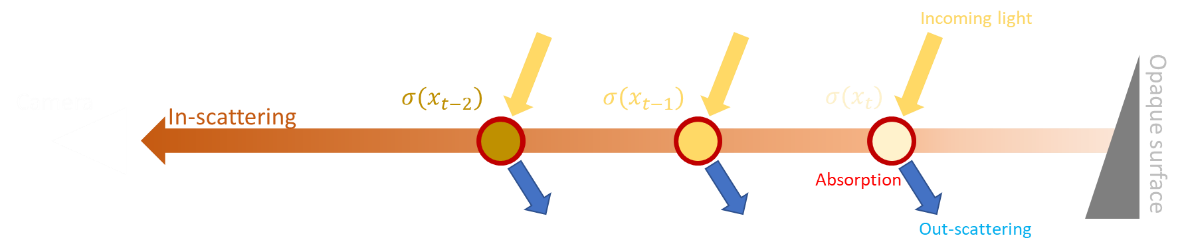 Incoming light
σ(x_{t−2})
σ(x_{t−1})
σ(x_t)
In-scattering
Absorption
Out-scattering
Opaque surface